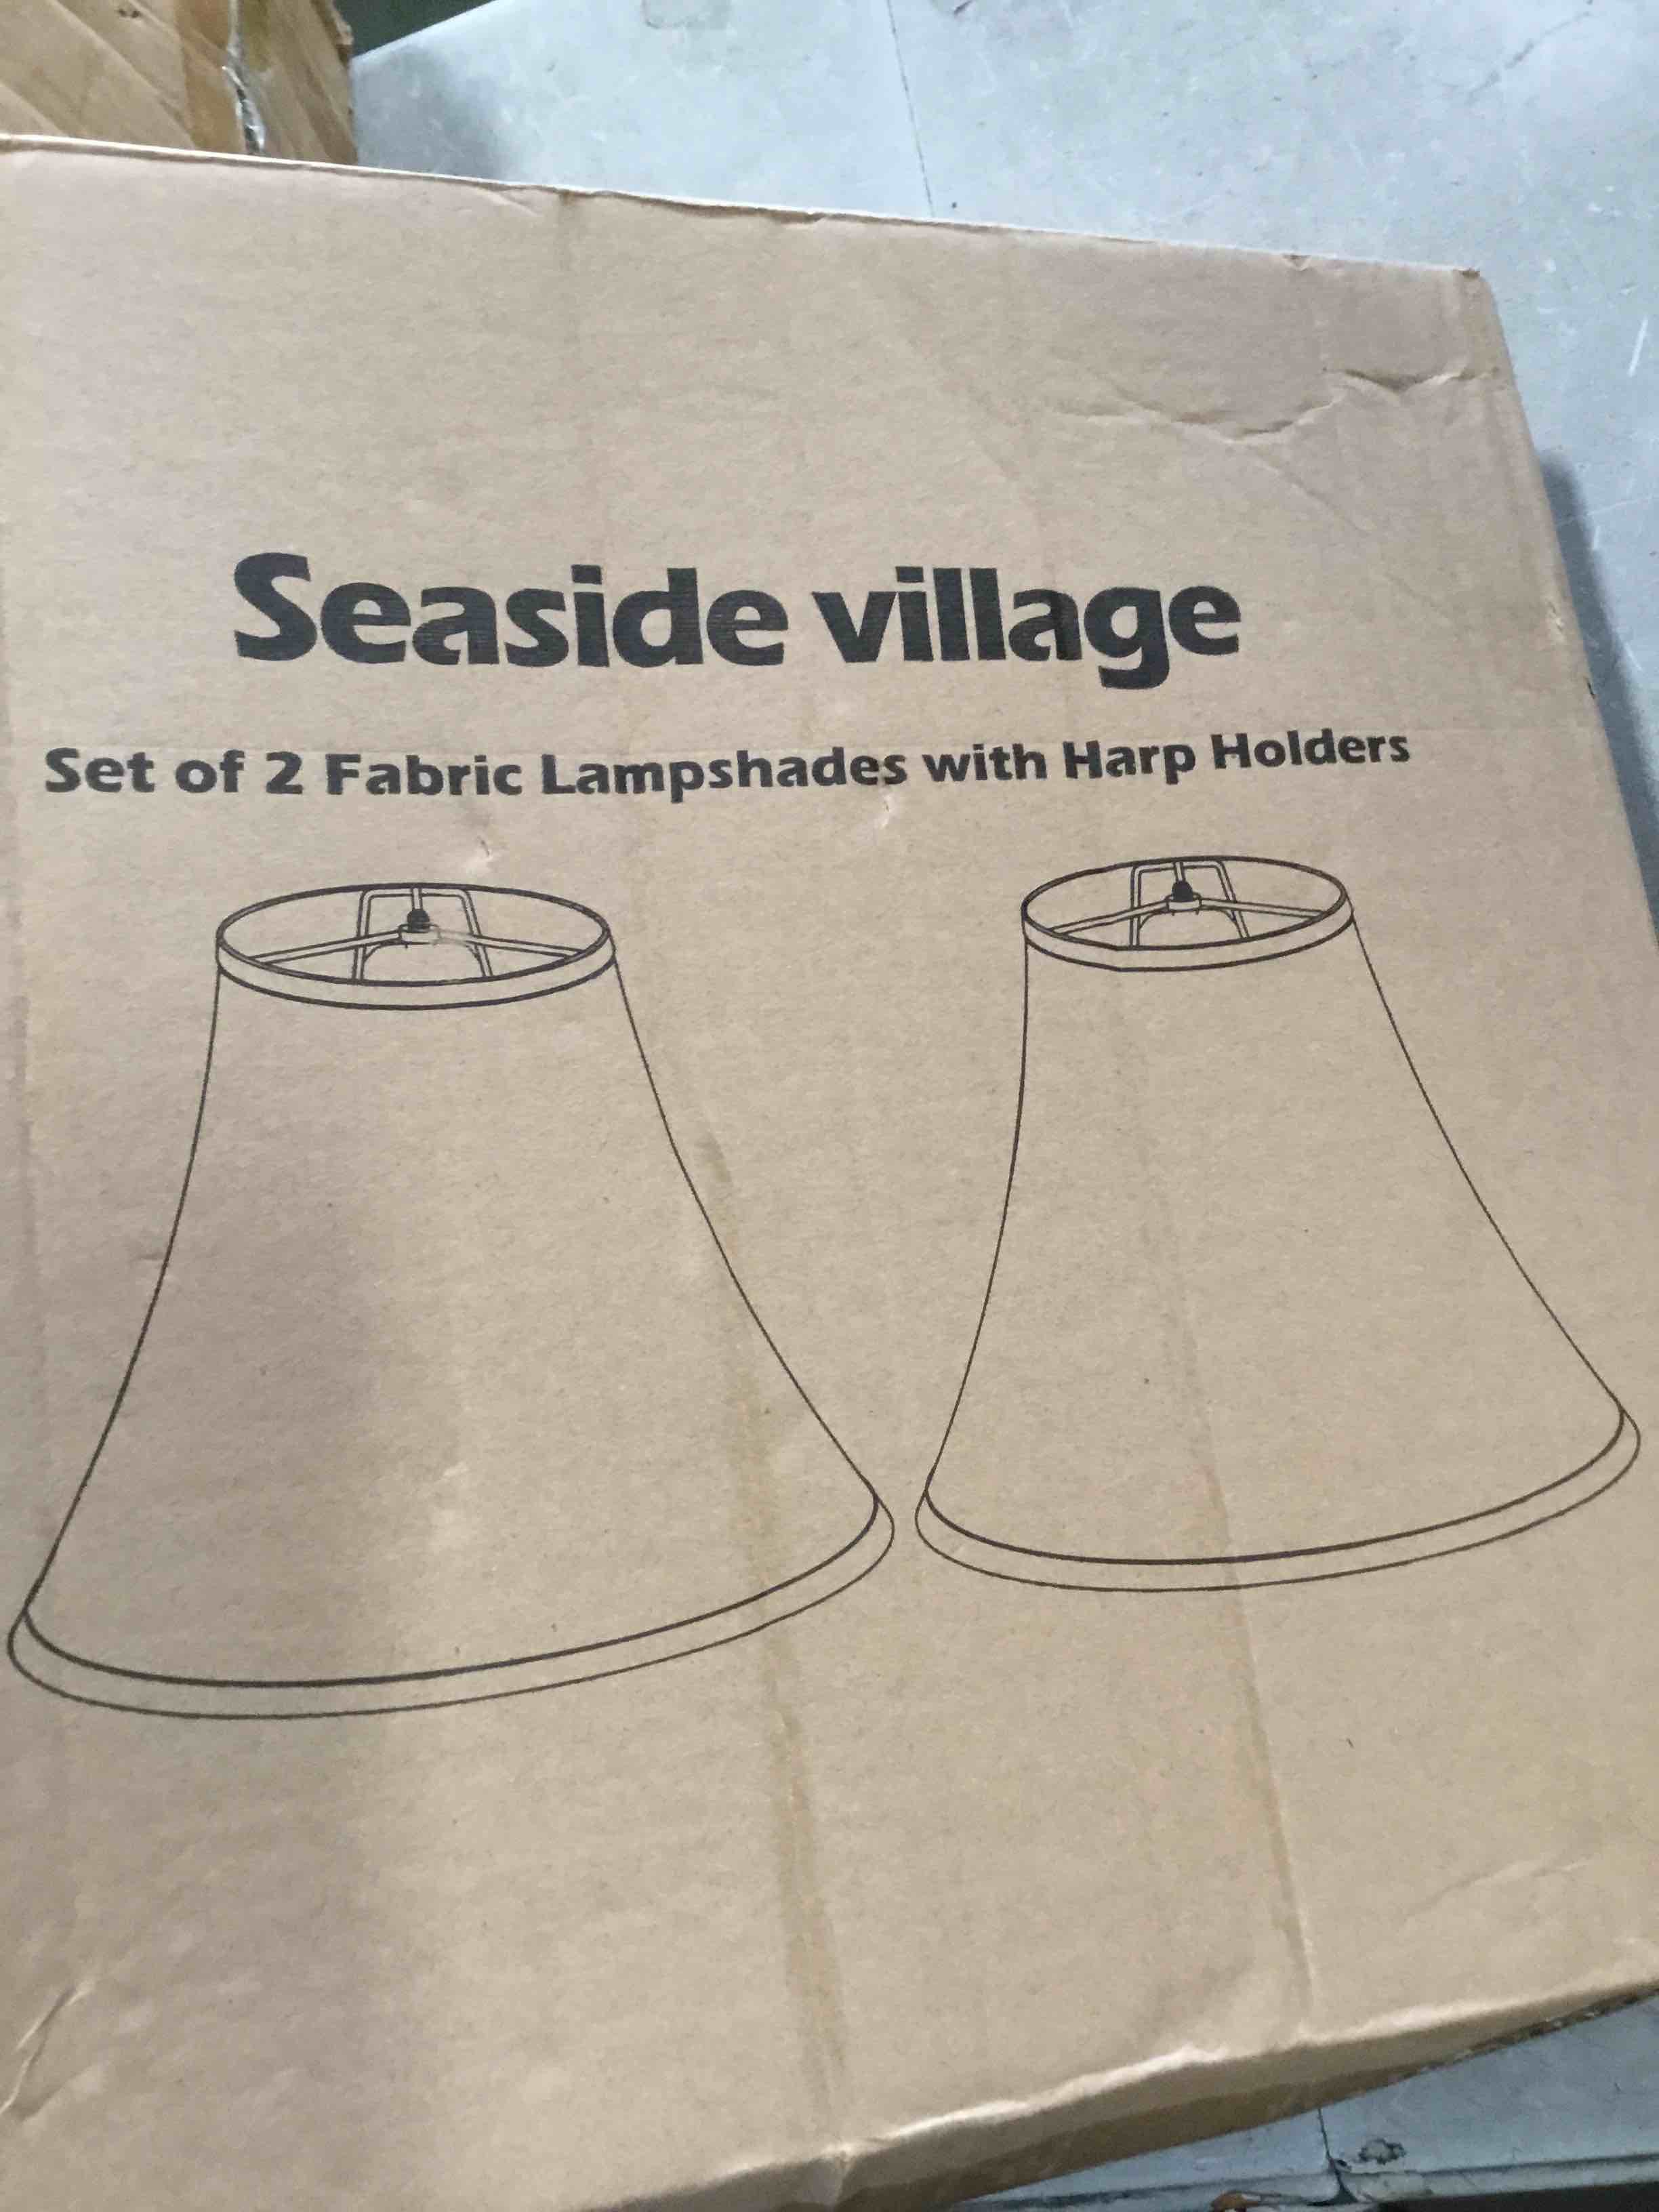 Seaside village
Set of 2 Fabric Lampshades with Harp Holders